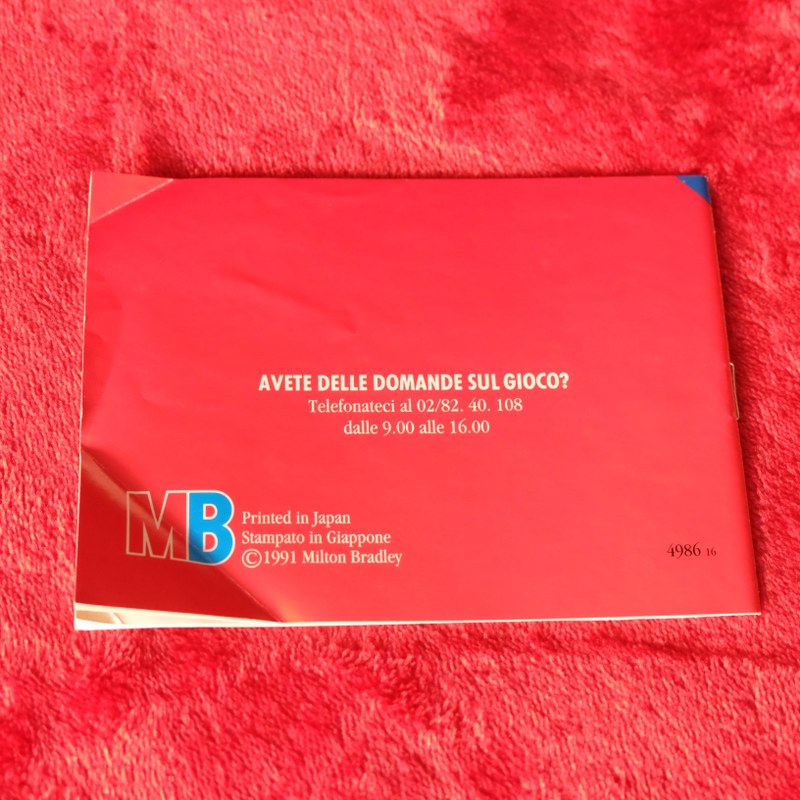 AVETE DELLE DOMANDE SUL GIOCO?
Telefonateci al 02/82. 40. 108
dalle 9.00 alle 16.00
MB
Printed in Japan
Stampato in Giappone
©1991 Milton Bradley
4986 16